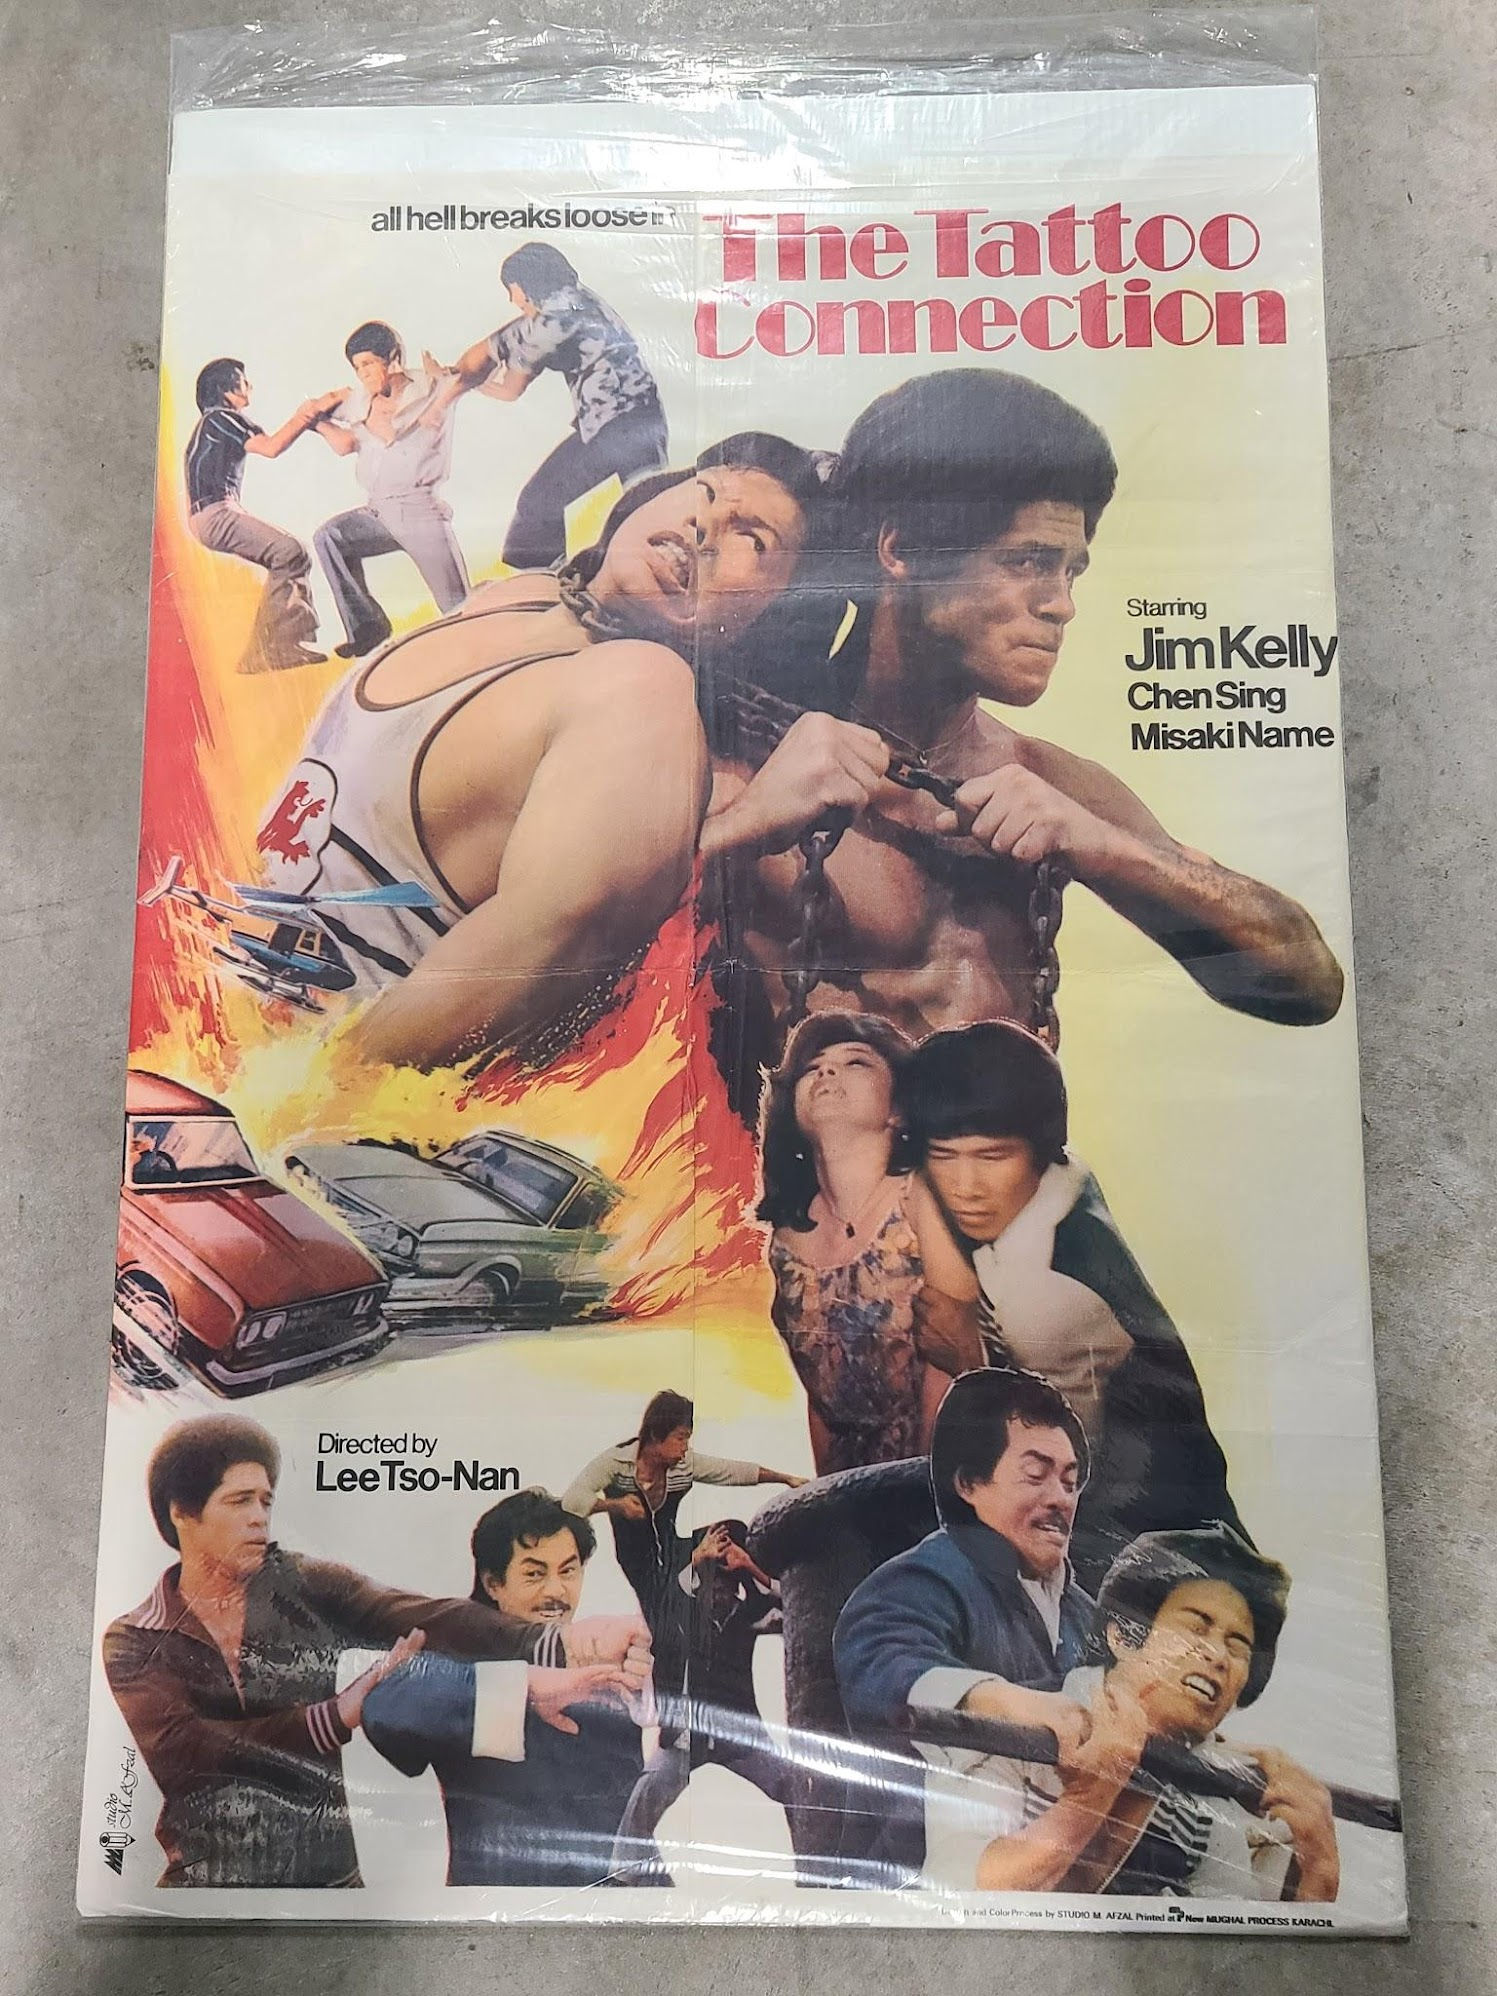 all hell breaks loose in
The Tattoo
Connection
Starring
Jim Kelly
Chen Sing
Misaki Name
Directed by
Lee Tso-Nan
studio
M. Afzal
Design and Color Process by STUDIO M. AFZAL Printed at New MUGHAL PROCESS KARACHI.